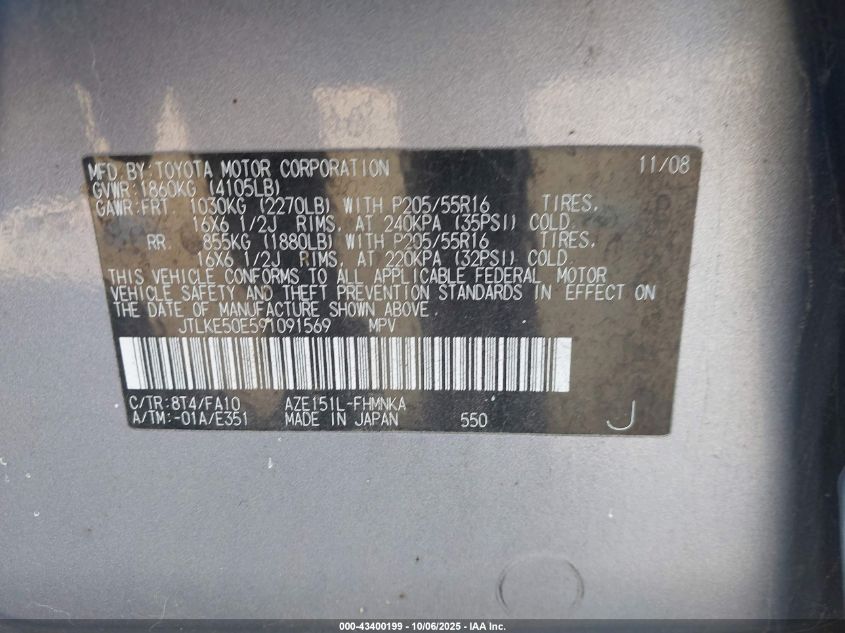 MFD.BY:TOYOTA MOTOR CORPORATION 11/08
GVWR:1860KG (4105LB)
GAWR:FRT. 1030KG (2270LB) WITH P205/55R16 TIRES,
16X6 1/2J RIMS, AT 240KPA (35PSI) COLD.
RR. 855KG (1880LB) WITH P205/55R16 TIRES,
16X6 1/2J RIMS, AT 220KPA (32PSI) COLD.
THIS VEHICLE CONFORMS TO ALL APPLICABLE FEDERAL MOTOR
VEHICLE SAFETY AND THEFT PREVENTION STANDARDS IN EFFECT ON
THE DATE OF MANUFACTURE SHOWN ABOVE.
JTLKE50E591091569 MPV
C/TR:8T4/FA10 AZE151L-FHMNKA
A/TM:-01A/E351 MADE IN JAPAN 550 J
000-43400199 - 10/06/2025 - IAA Inc.